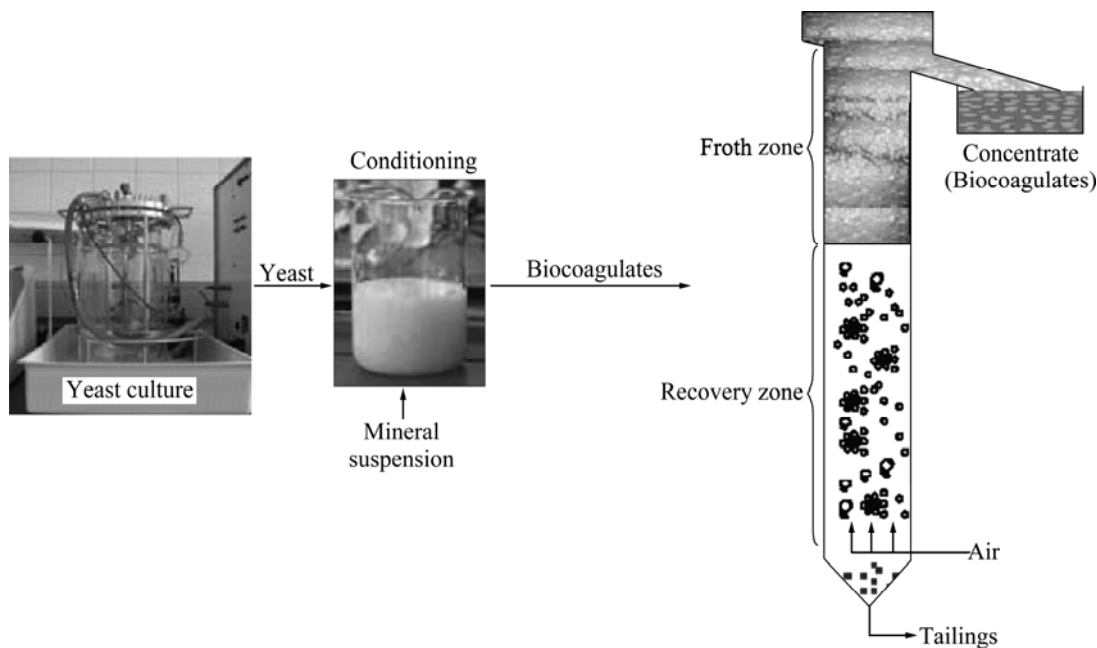 Yeast culture
Yeast
Conditioning
Mineral
suspension
Biocoagulates
Froth zone
Recovery zone
Concentrate
(Biocoagulates)
Air
Tailings